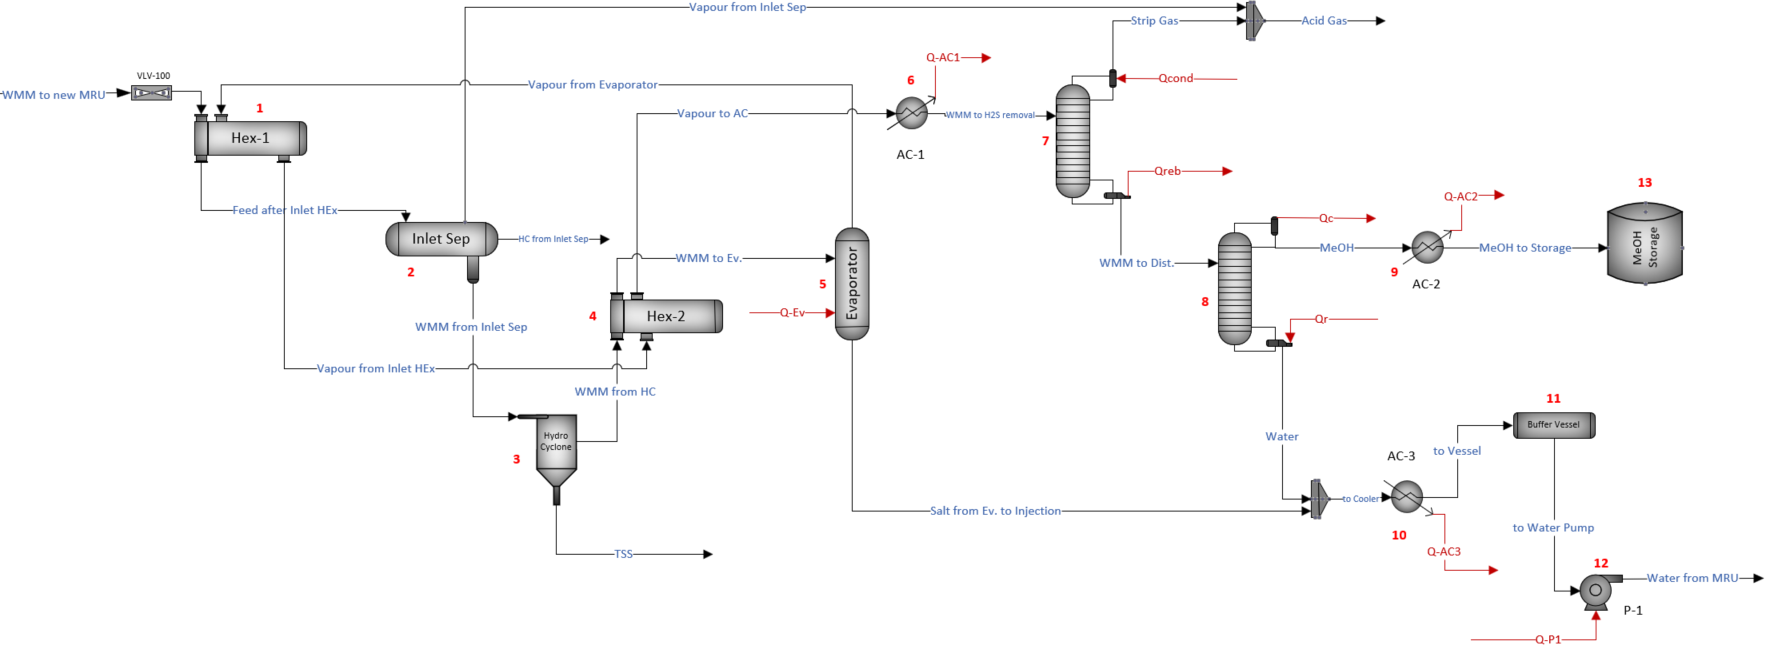 Vapour from Inlet Sep
Strip Gas
Acid Gas
Q-AC1
VLV-100
6
Qcond
WMM to new MRU
Vapour from Evaporator
1
Vapour to AC
WMM to H2S removal
Hex-1
7
AC-1
Qreb
13
Q-AC2
Feed after Inlet HEx
Qc
Inlet Sep
HC from Inlet Sep
MeOH
MeOH to Storage
MeOH
Storage
WMM to Ev.
WMM to Dist.
2
5
Evaporator
9
AC-2
8
4
Hex-2
Q-Ev
Qr
WMM from Inlet Sep
Vapour from Inlet HEx
WMM from HC
11
Buffer Vessel
Hydro
Cyclone
Water
3
AC-3
to Vessel
to Cooler
Salt from Ev. to Injection
10
to Water Pump
TSS
Q-AC3
12
Water from MRU
P-1
Q-P1